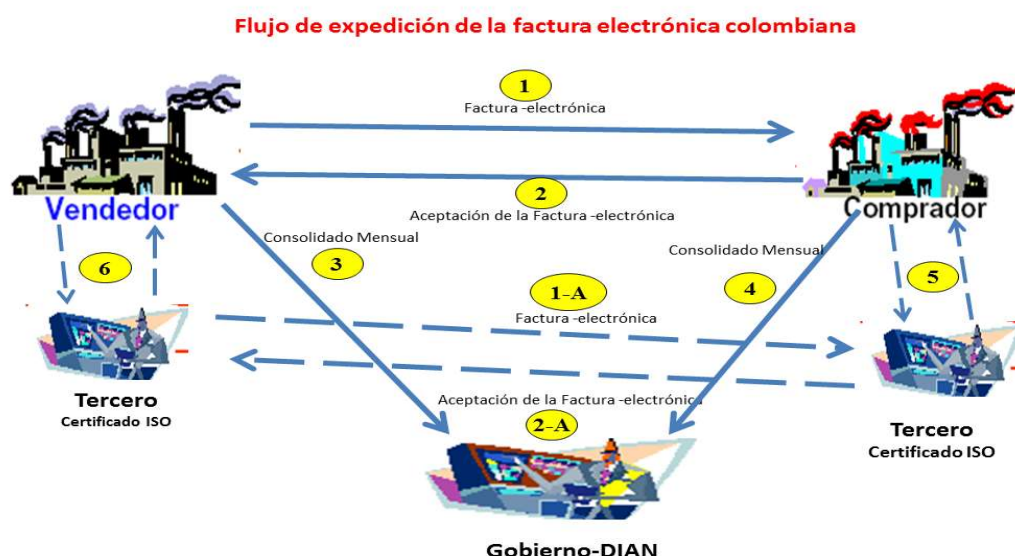 Flujo de expedición de la factura electrónica colombiana
1
Factura -electrónica
2
Aceptación de la Factura -electrónica
Vendedor
Comprador
Consolidado Mensual
3
Consolidado Mensual
4
6
5
1-A
Factura -electrónica
Tercero
Certificado ISO
Aceptación de la Factura -electrónica
2-A
Tercero
Certificado ISO
Gobierno-DIAN